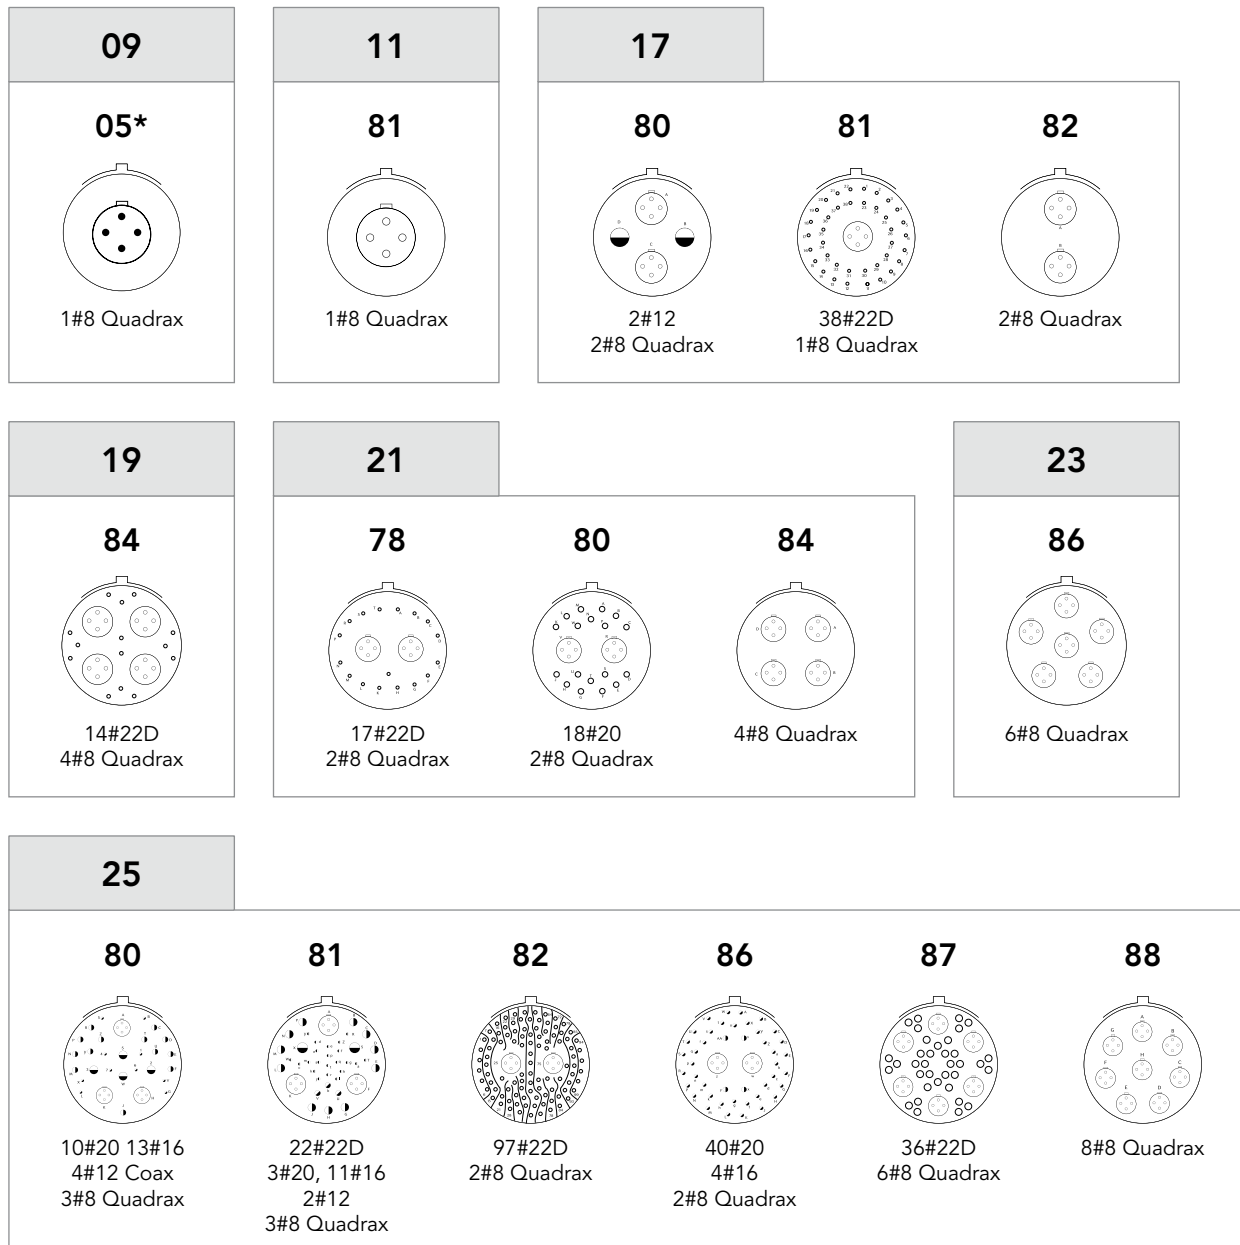 09
11
17
05*
81
80
81
82
1#8 Quadrax
1#8 Quadrax
2#12
2#8 Quadrax
38#22D
1#8 Quadrax
2#8 Quadrax
19
21
23
84
78
80
84
86
14#22D
4#8 Quadrax
17#22D
2#8 Quadrax
18#20
2#8 Quadrax
4#8 Quadrax
6#8 Quadrax
25
80
81
82
86
87
88
10#20 13#16
4#12 Coax
3#8 Quadrax
22#22D
3#20, 11#16
2#12
3#8 Quadrax
97#22D
2#8 Quadrax
40#20
4#16
2#8 Quadrax
36#22D
6#8 Quadrax
8#8 Quadrax